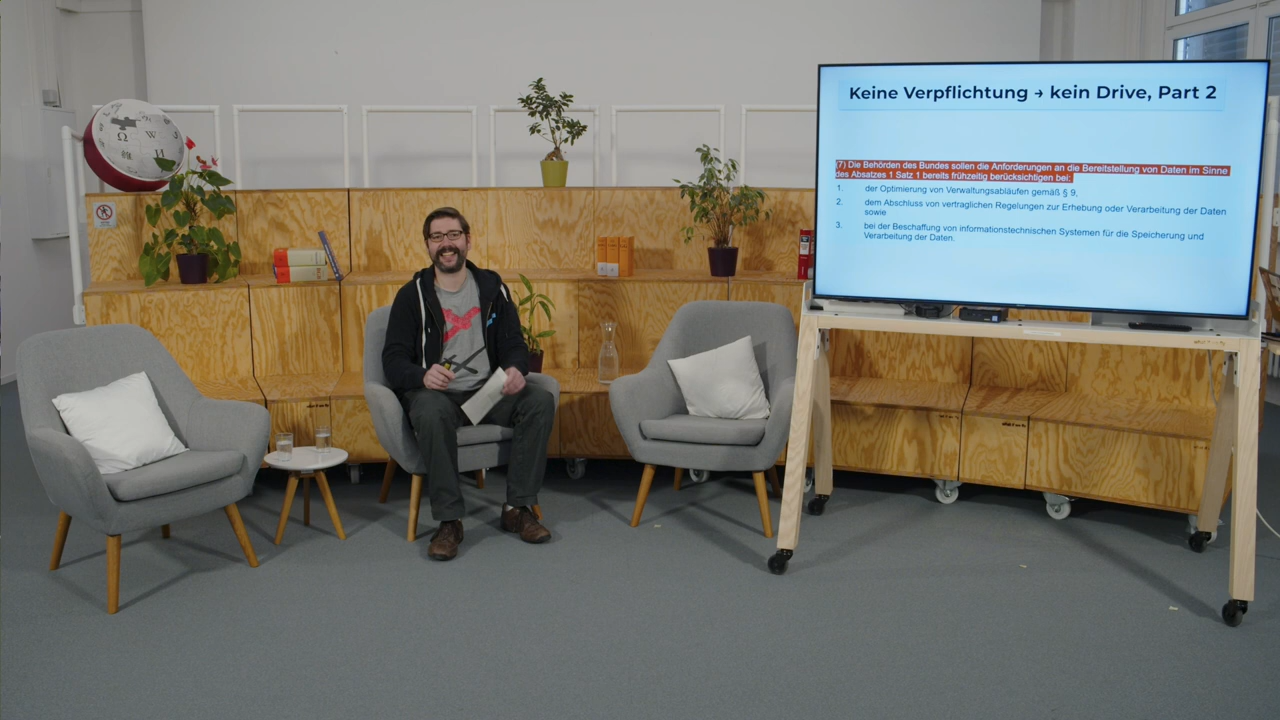 Keine Verpflichtung → kein Drive, Part 2
(7) Die Behörden des Bundes sollen die Anforderungen an die Bereitstellung von Daten im Sinne
des Absatzes 1 Satz 1 bereits frühzeitig berücksichtigen bei:
1. der Optimierung von Verwaltungsabläufen gemäß § 9,
2. dem Abschluss von vertraglichen Regelungen zur Erhebung oder Verarbeitung der Daten
sowie
3. bei der Beschaffung von informationstechnischen Systemen für die Speicherung und
Verarbeitung der Daten.
Ω W